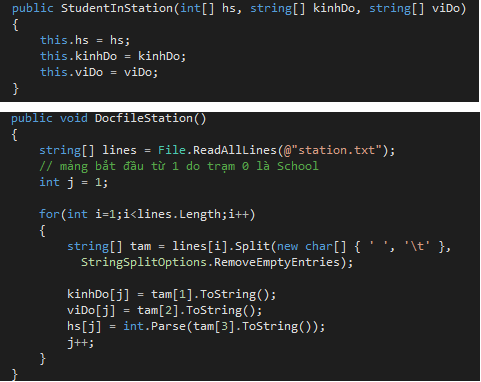 public StudentInStation(int[] hs, string[] kinhDo, string[] viDo)
{
this.hs = hs;
this.kinhDo = kinhDo;
this.viDo = viDo;
}
public void DocfileStation()
{
string[] lines = File.ReadAllLines(@"station.txt");
// mảng bắt đầu từ 1 do trạm 0 là School
int j = 1;
for(int i=1;i<lines.Length;i++)
{
string[] tam = lines[i].Split(new char[] { ' ', '\t' },
StringSplitOptions.RemoveEmptyEntries);
kinhDo[j] = tam[1].ToString();
viDo[j] = tam[2].ToString();
hs[j] = int.Parse(tam[3].ToString());
j++;
}
}